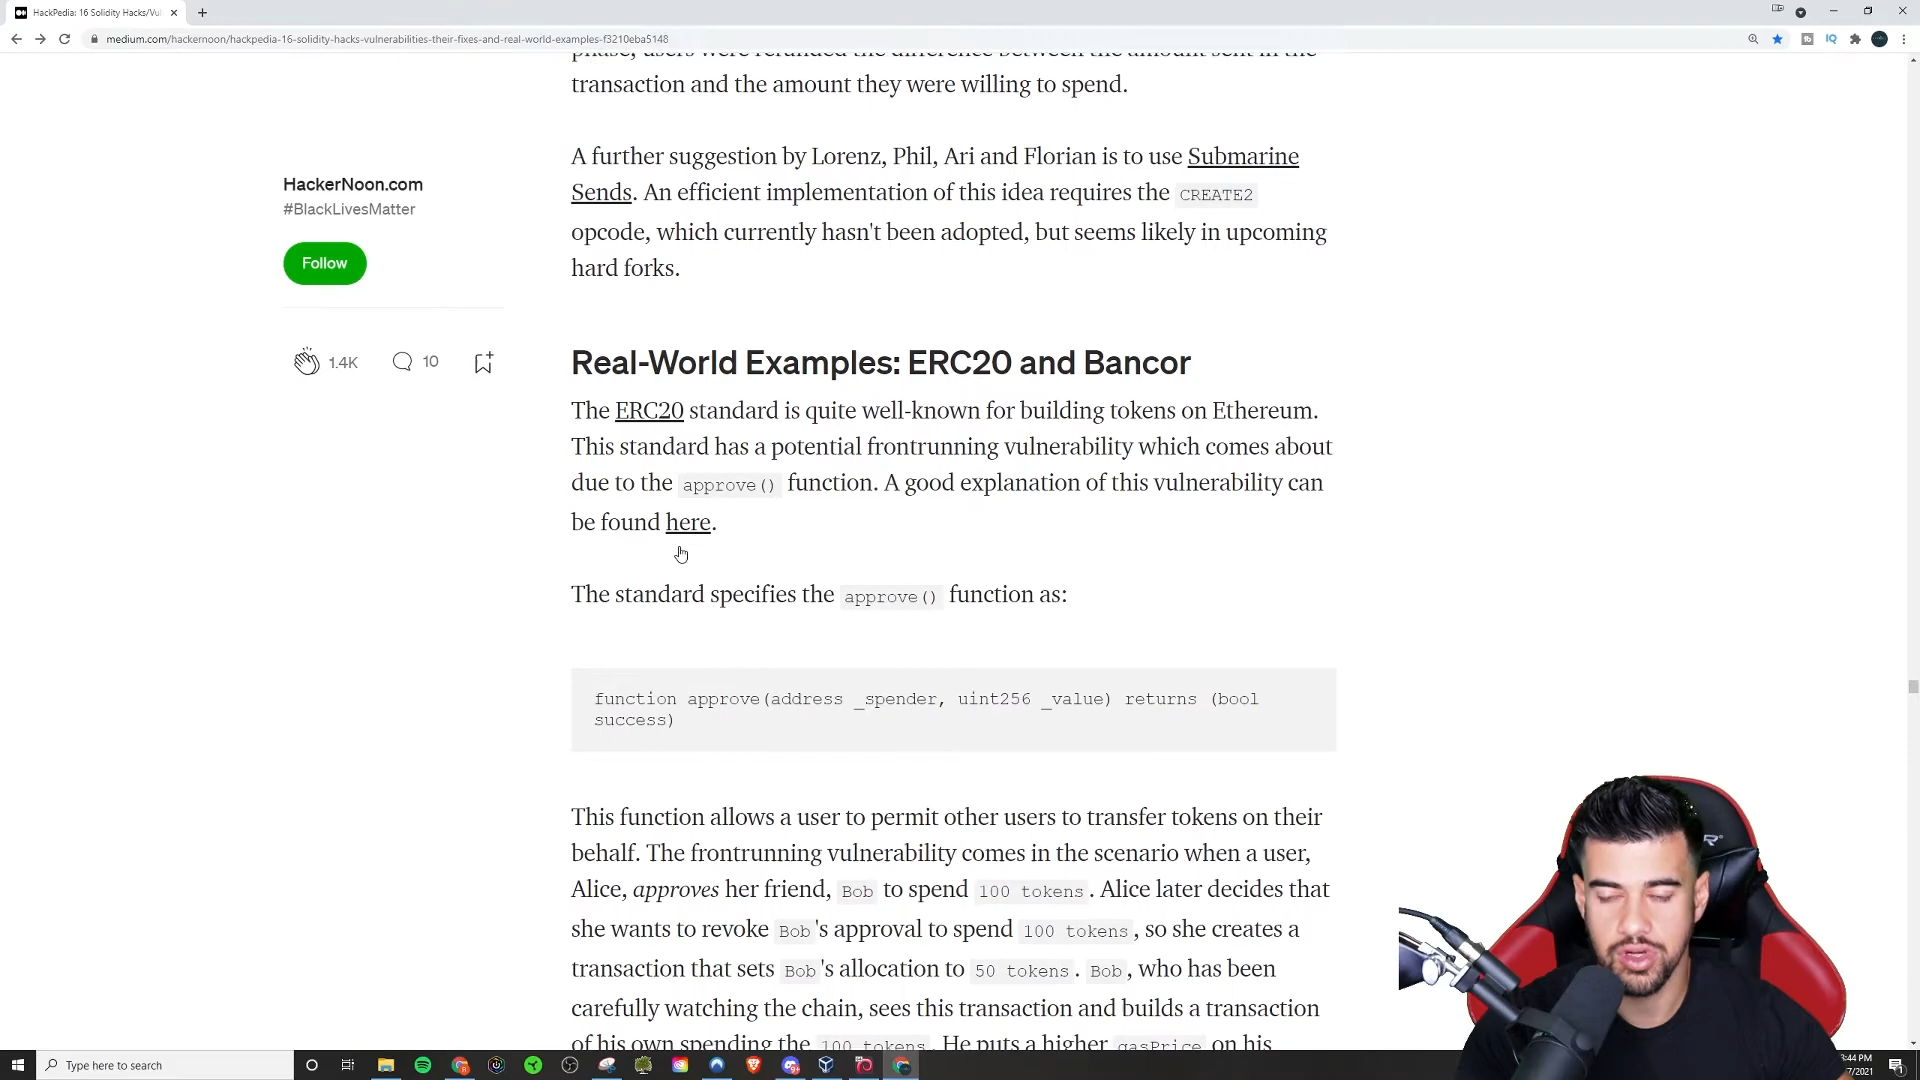 HackPedia: 16 Solidity Hacks/Vul
medium.com/hackernoon/hackpedia-16-solidity-hacks-vulnerabilities-their-fixes-and-real-world-examples-f3210eba5148
phase, users were refunded the difference between the amount sent in the
transaction and the amount they were willing to spend.
A further suggestion by Lorenz, Phil, Ari and Florian is to use Submarine
Sends. An efficient implementation of this idea requires the CREATE2
opcode, which currently hasn't been adopted, but seems likely in upcoming
hard forks.
HackerNoon.com
#BlackLivesMatter
Follow
1.4K
10
Real-World Examples: ERC20 and Bancor
The ERC20 standard is quite well-known for building tokens on Ethereum.
This standard has a potential frontrunning vulnerability which comes about
due to the approve() function. A good explanation of this vulnerability can
be found here.
The standard specifies the approve() function as:
function approve(address _spender, uint256 _value) returns (bool
success)
This function allows a user to permit other users to transfer tokens on their
behalf. The frontrunning vulnerability comes in the scenario when a user,
Alice, approves her friend, Bob to spend 100 tokens. Alice later decides that
she wants to revoke Bob's approval to spend 100 tokens, so she creates a
transaction that sets Bob's allocation to 50 tokens. Bob, who has been
carefully watching the chain, sees this transaction and builds a transaction
of his own spending the 100 tokens. He puts a higher gasPrice on his
Type here to search
:44 PM
7/2021